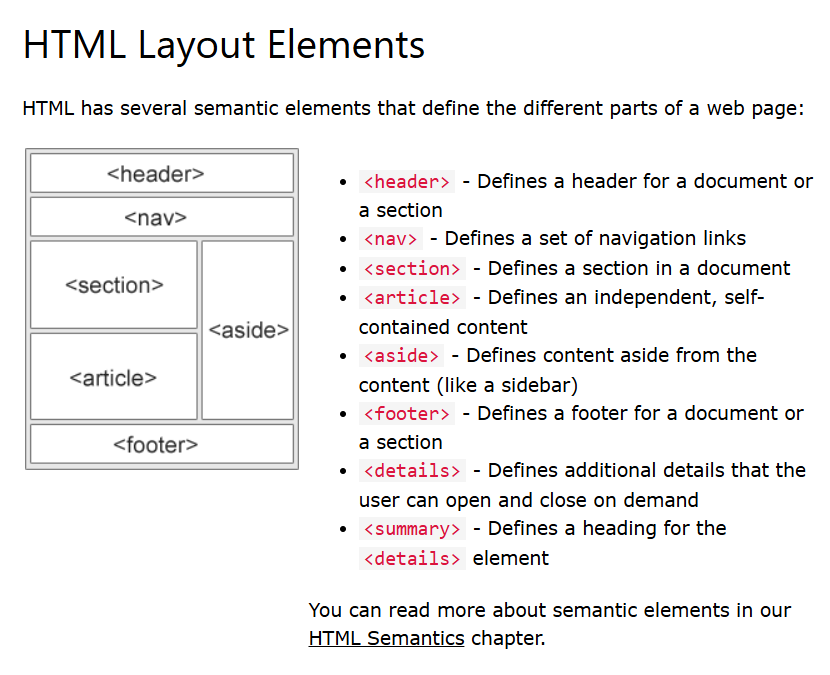 HTML Layout Elements
HTML has several semantic elements that define the different parts of a web page:
<header>
<nav>
<section>
<aside>
<article>
<footer>
• <header> - Defines a header for a document or
a section
• <nav> - Defines a set of navigation links
• <section> - Defines a section in a document
• <article> - Defines an independent, self-
contained content
• <aside> - Defines content aside from the
content (like a sidebar)
• <footer> - Defines a footer for a document or
a section
• <details> - Defines additional details that the
user can open and close on demand
• <summary> - Defines a heading for the
<details> element
You can read more about semantic elements in our
HTML Semantics chapter.